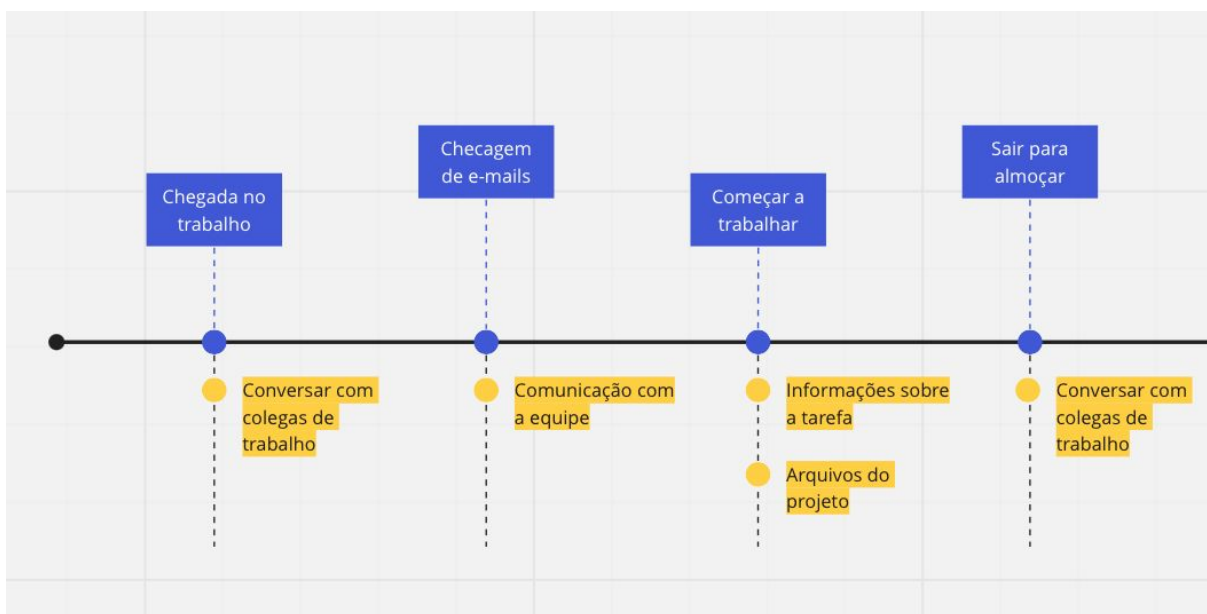 Chegada no
trabalho
Checagem
de e-mails
Começar a
trabalhar
Sair para
almoçar
Conversar com
colegas de
trabalho
Comunicação com
a equipe
Informações sobre
a tarefa
Arquivos do
projeto
Conversar com
colegas de
trabalho